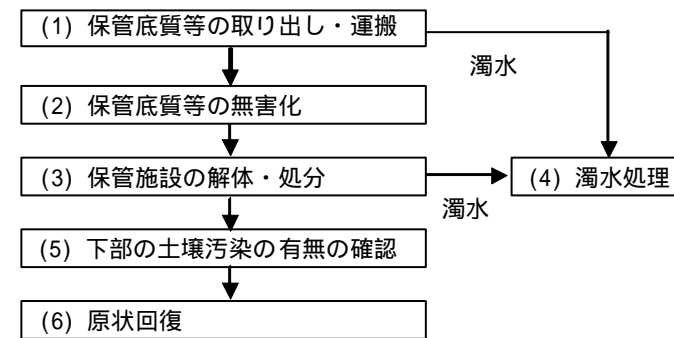 (1) 保管底質等の取り出し・運搬
濁水
(2) 保管底質等の無害化
(3) 保管施設の解体・処分
(4) 濁水処理
濁水
(5) 下部の土壌汚染の有無の確認
(6) 原状回復